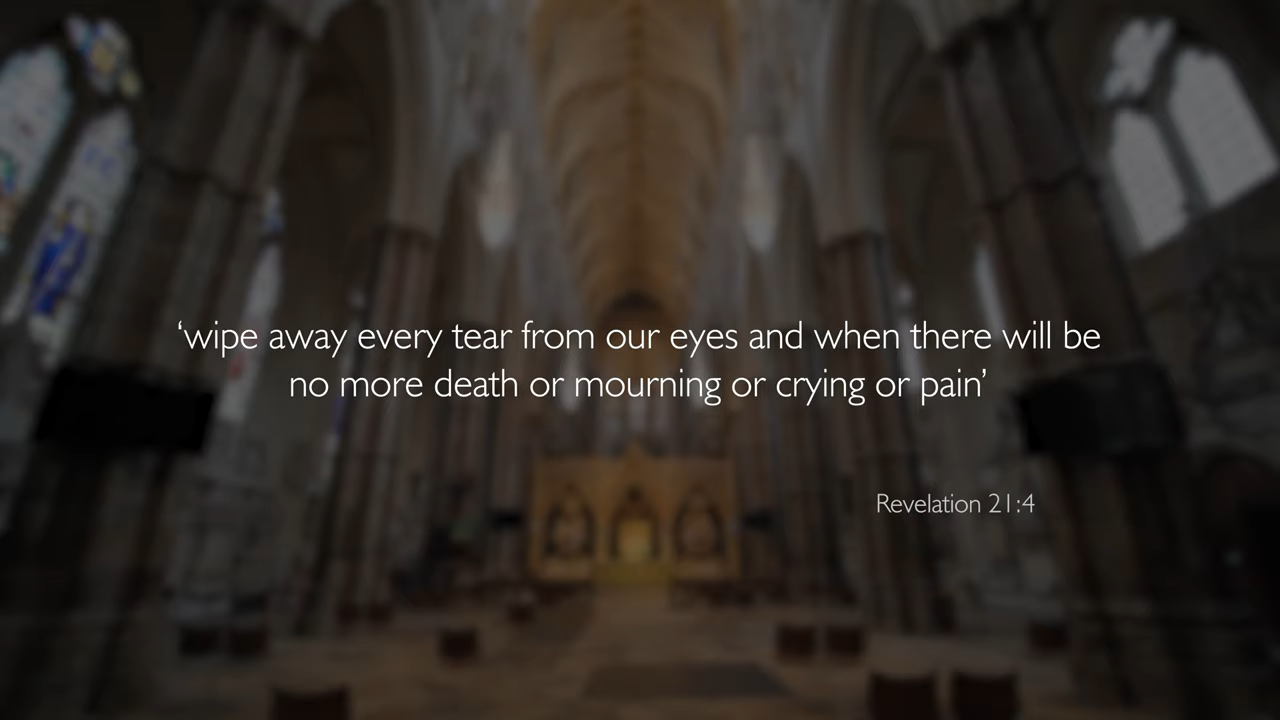 ‘wipe away every tear from our eyes and when there will be
no more death or mourning or crying or pain’
Revelation 21:4